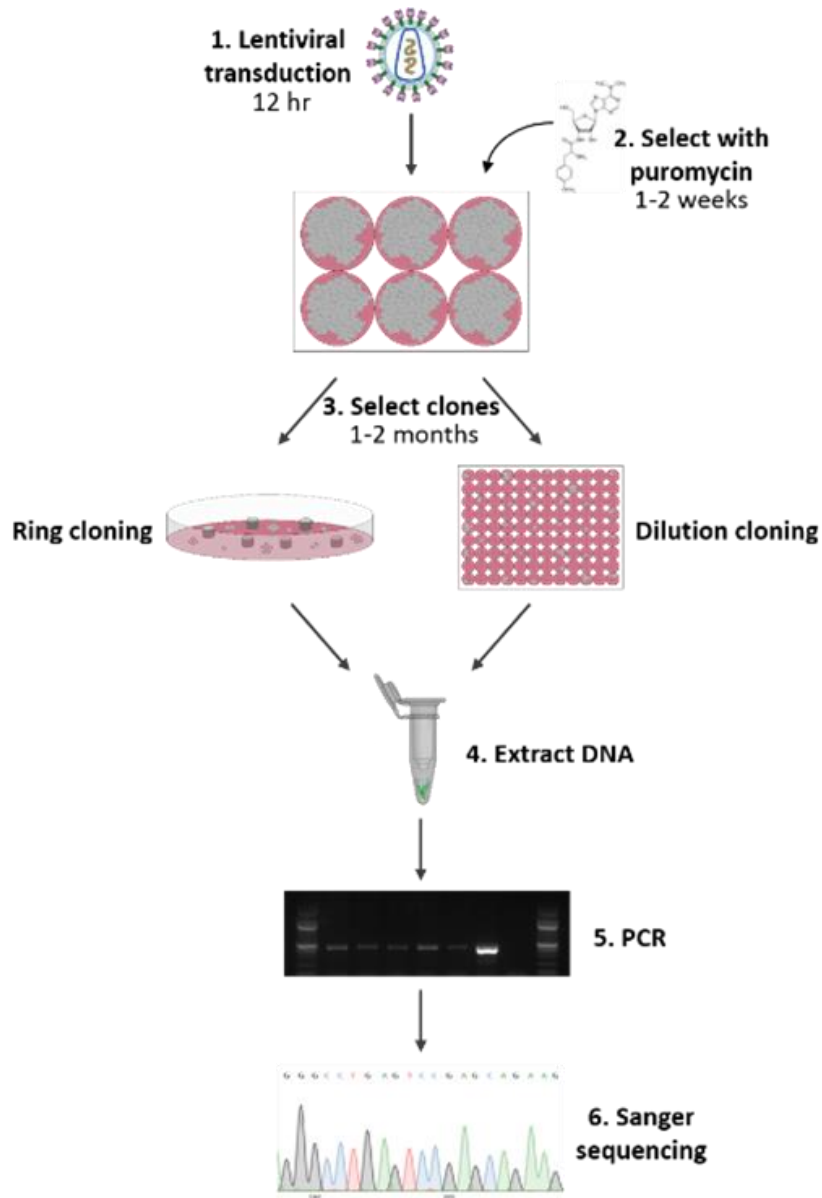 1. Lentiviral
transduction
12 hr
2. Select with
puromycin
1-2 weeks
3. Select clones
1-2 months
Ring cloning
Dilution cloning
4. Extract DNA
5. PCR
G G G C C T G A G T C C G A G C A G A A G
6. Sanger
sequencing